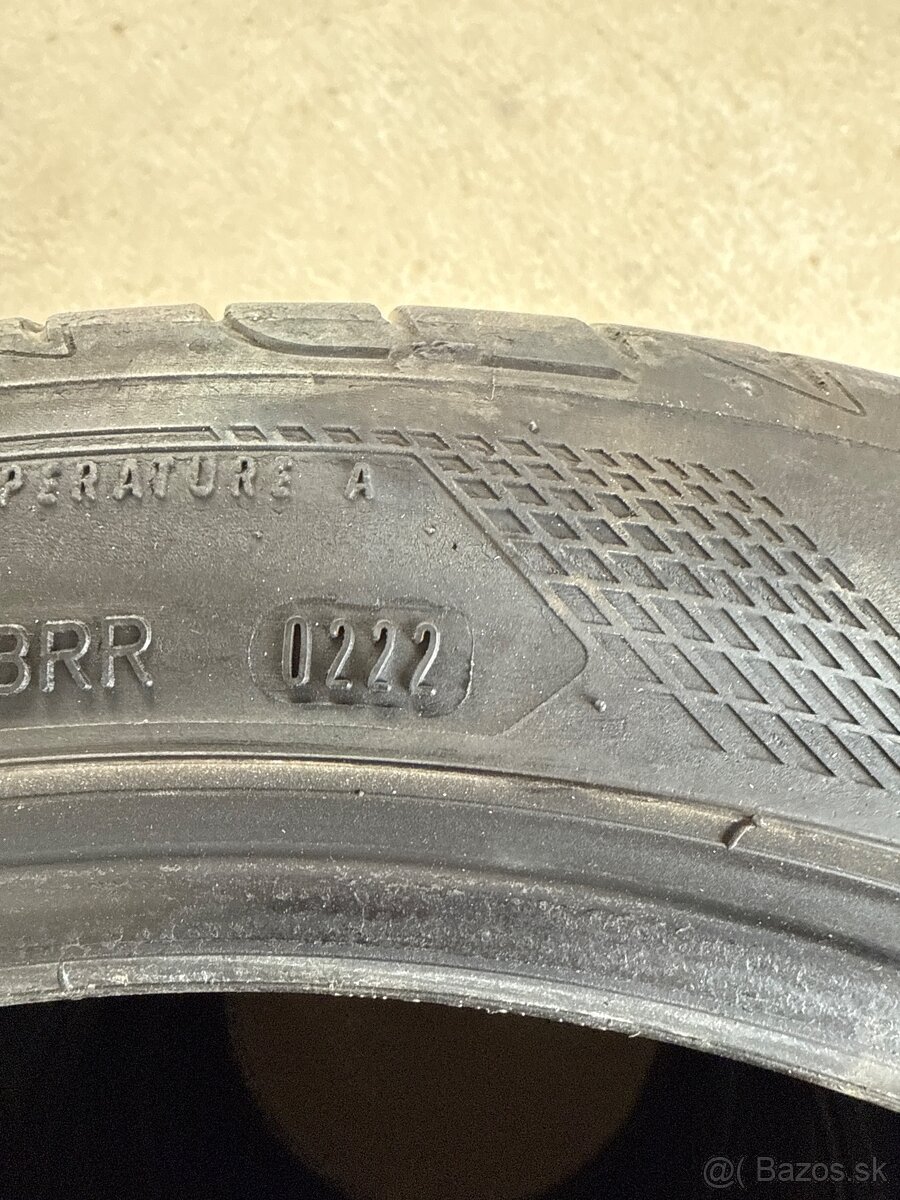 PERATURE A
BRR 0222
@( Bazos.sk